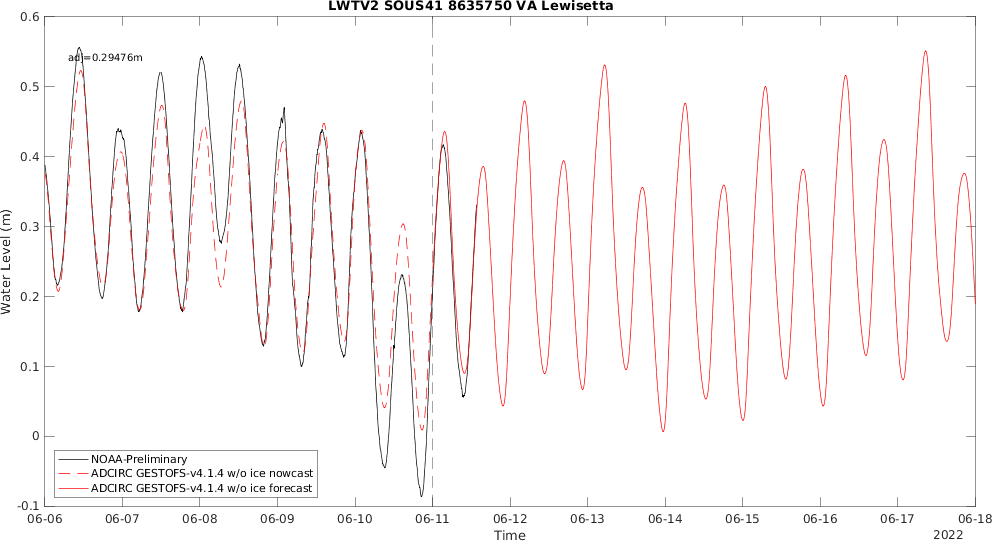 LWTV2 SOUS41 8635750 VA Lewisetta
0.6
0.5
0.4
0.3
0.2
0.1
0
-0.1
Water Level (m)
adj=0.29476m
NOAA-Preliminary
ADCIRC GESTOFS-v4.1.4 w/o ice nowcast
ADCIRC GESTOFS-v4.1.4 w/o ice forecast
06-06 06-07 06-08 06-09 06-10 06-11 06-12 06-13 06-14 06-15 06-16 06-17 06-18
Time
2022